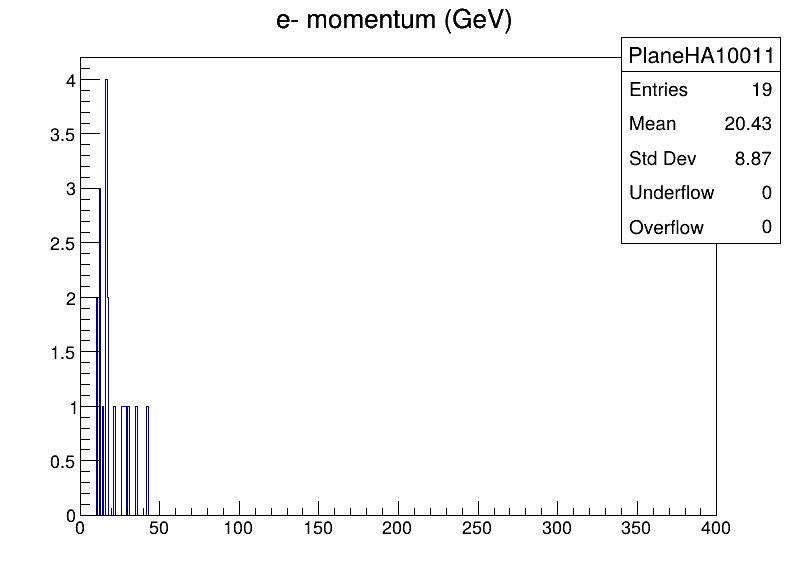 e- momentum (GeV)
PlaneHA10011
Entries 19
Mean 20.43
Std Dev 8.87
Underflow 0
Overflow 0
4
3.5
3
2.5
2
1.5
1
0.5
0
0 50 100 150 200 250 300 350 400